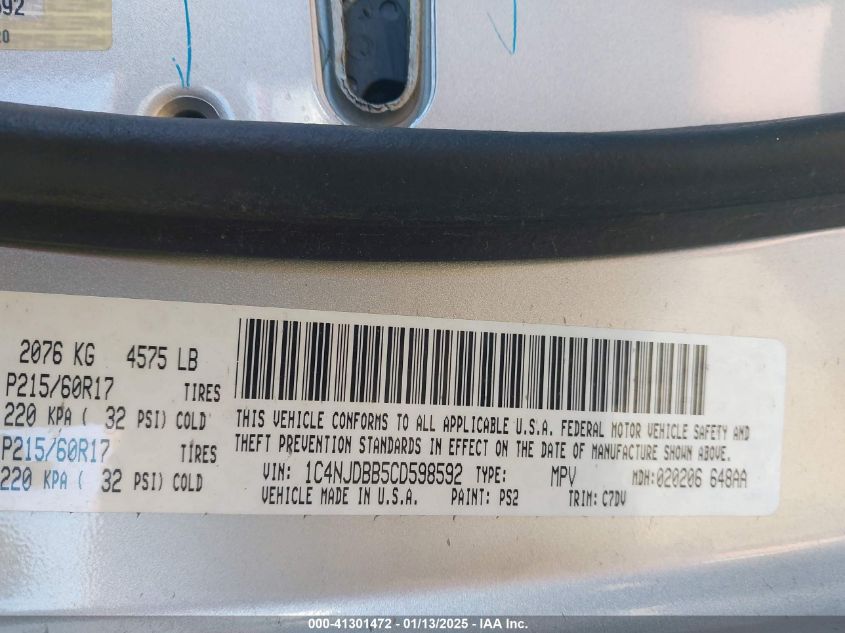 592
20
2076 KG 4575 LB
P215/60R17 TIRES
220 KPA ( 32 PSI) COLD
P215/60R17 TIRES
220 KPA ( 32 PSI) COLD
THIS VEHICLE CONFORMS TO ALL APPLICABLE U.S.A. FEDERAL MOTOR VEHICLE SAFETY AND
THEFT PREVENTION STANDARDS IN EFFECT ON THE DATE OF MANUFACTURE SHOWN ABOVE.
VIN: 1C4NJDBB5CD598592 TYPE: MPV MDH:020206 648AA
VEHICLE MADE IN U.S.A. PAINT: PS2 TRIM: C7DV
000-41301472 - 01/13/2025 - IAA Inc.